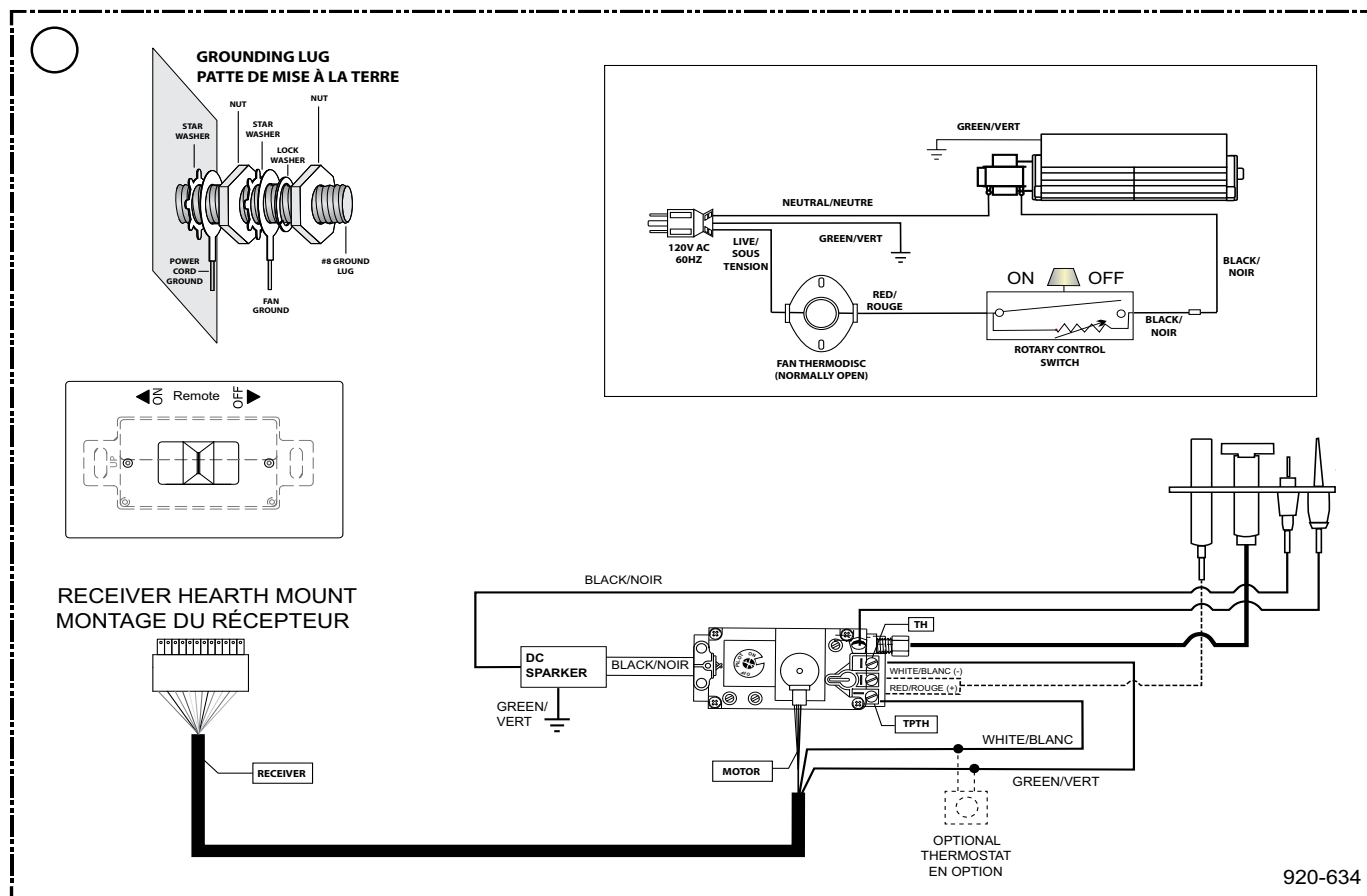 GROUNDING LUG
PATTE DE MISE À LA TERRE
NUT
NUT
STAR
WASHER
STAR
WASHER
LOCK
WASHER
POWER
CORD
GROUND
FAN
GROUND
#8 GROUND
LUG
GREEN/VERT
NEUTRAL/NEUTRE
GREEN/VERT
120V AC
60HZ
LIVE/
SOUS
TENSION
RED/
ROUGE
ON
OFF
BLACK/
NOIR
BLACK/
NOIR
FAN THERMODISC
(NORMALLY OPEN)
ROTARY CONTROL
SWITCH
ON
Remote
OFF
UP
RECEIVER HEARTH MOUNT
MONTAGE DU RÉCEPTEUR
RECEIVER
BLACK/NOIR
DC
SPARKER
BLACK/NOIR
GREEN/
VERT
PILOT
ON
OFF
TH
WHITE/BLANC (-)
RED/ROUGE (+)
TPTH
WHITE/BLANC
MOTOR
GREEN/VERT
OPTIONAL
THERMOSTAT
EN OPTION
920-634